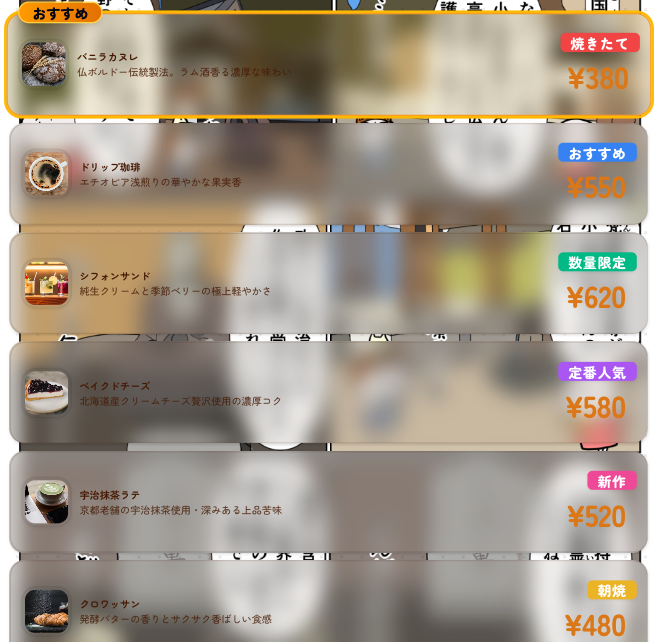 おすすめ
バニラカヌレ
仏ボルドー伝統製法。ラム酒香る濃厚な味わい
焼きたて
¥380
ドリップ珈琲
エチオピア浅煎りの華やかな果実香
おすすめ
¥550
シフォンサンド
純生クリームと季節ベリーの極上軽やかさ
数量限定
¥620
ベイクドチーズ
北海道産クリームチーズ贅沢使用の濃厚コク
定番人気
¥580
宇治抹茶ラテ
京都老舗の宇治抹茶使用・深みある上品苦味
新作
¥520
クロワッサン
発酵バターの香りとサクサク香ばしい食感
朝焼
¥480